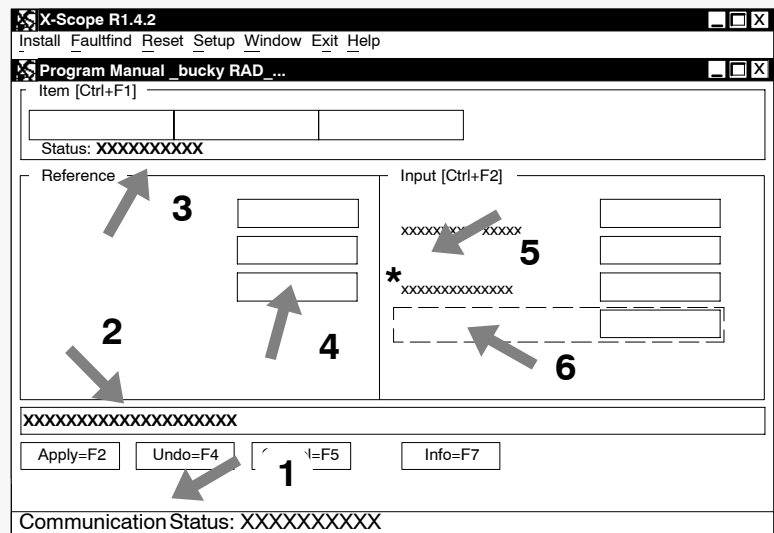 X-Scope R1.4.2
Install Faultfind Reset Setup Window Exit Help
Program Manual _bucky RAD_...
Item [Ctrl+F1]
Status: XXXXXXXXXX
Reference Input [Ctrl+F2]
3
5
*xxxxxxxxxxxxxx
2
4
6
XXXXXXXXXXXXXXXXXXXX
Apply=F2 Undo=F4 =F5 Info=F7
1
Communication Status: XXXXXXXXXX